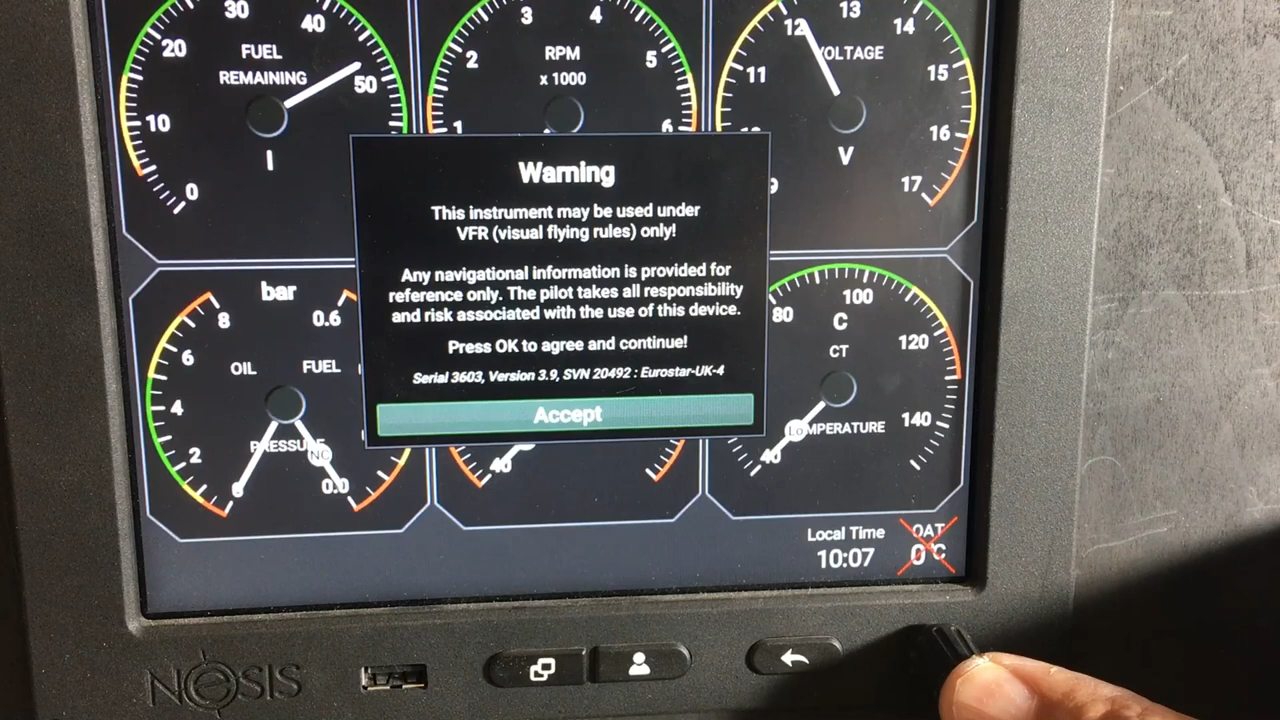 30
40
20
FUEL
REMAINING
50
10
0
l
3
4
2
RPM
5
x 1000
1
6
13
12
14
VOLTAGE
11
15
16
V
17
9
Warning
This instrument may be used under
VFR (visual flying rules) only!
Any navigational information is provided for
reference only. The pilot takes all responsibility
and risk associated with the use of this device.
Press OK to agree and continue!
Serial 3603, Version 3.9, SVN 20492 : Eurostar-UK-4
Accept
bar
8
0.6
6
OIL
FUEL
4
PRESSURE
NC
2
0.0
40
100
80
C
120
CT
140
Lo
40
Local Time
10:07
OAT
0°C
NESIS